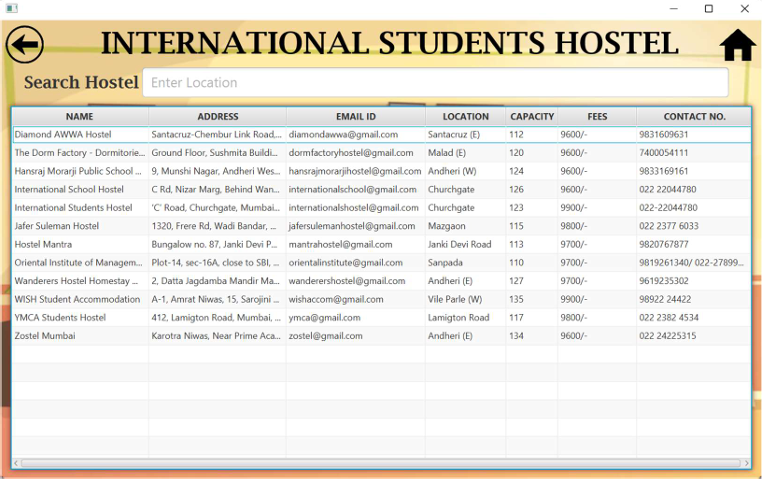 INTERNATIONAL STUDENTS HOSTEL
Search Hostel Enter Location
NAME ADDRESS EMAIL ID LOCATION CAPACITY FEES CONTACT NO.
Diamond AWWA Hostel Santacruz-Chembur Link Road,... diamondawwa@gmail.com Santacruz (E) 112 9600/- 9831609631
The Dorm Factory - Dormitorie... Ground Floor, Sushmita Buildi... dormfactoryhostel@gmail.com Malad (E) 120 9600/- 7400054111
Hansraj Morarji Public School ... 9, Munshi Nagar, Andheri Wes... hansrajmorarjihostel@gmail.com Andheri (W) 124 9600/- 9833169161
International School Hostel C Rd, Nizar Marg, Behind Wan... internationalschool@gmail.com Churchgate 126 9600/- 022 22044780
International Students Hostel 'C' Road, Churchgate, Mumbai... internationalshostel@gmail.com Churchgate 123 9900/- 022-22044780
Jafer Suleman Hostel 1320, Frere Rd, Wadi Bandar, ... jafersulemanhostel@gmail.com Mazgaon 115 9800/- 022 2377 6033
Hostel Mantra Bungalow no. 87, Janki Devi P... mantrahostel@gmail.com Janki Devi Road 113 9700/- 9820767877
Oriental Institute of Managem... Plot-14, sec-16A, close to SBI, ... orientalinstitute@gmail.com Sanpada 110 9700/- 9819261340/ 022-27899...
Wanderers Hostel Homestay ... 2, Datta Jagdamba Mandir Ma... wanderershostel@gmail.com Andheri (E) 127 9700/- 9619235302
WISH Student Accommodation A-1, Amrat Niwas, 15, Sarojini ... wishaccom@gmail.com Vile Parle (W) 135 9900/- 98922 24422
YMCA Students Hostel 412, Lamigton Road, Mumbai, ... ymca@gmail.com Lamigton Road 117 9800/- 022 2382 4534
Zostel Mumbai Karotra Niwas, Near Prime Aca... zostel@gmail.com Andheri (E) 134 9600/- 022 24225315